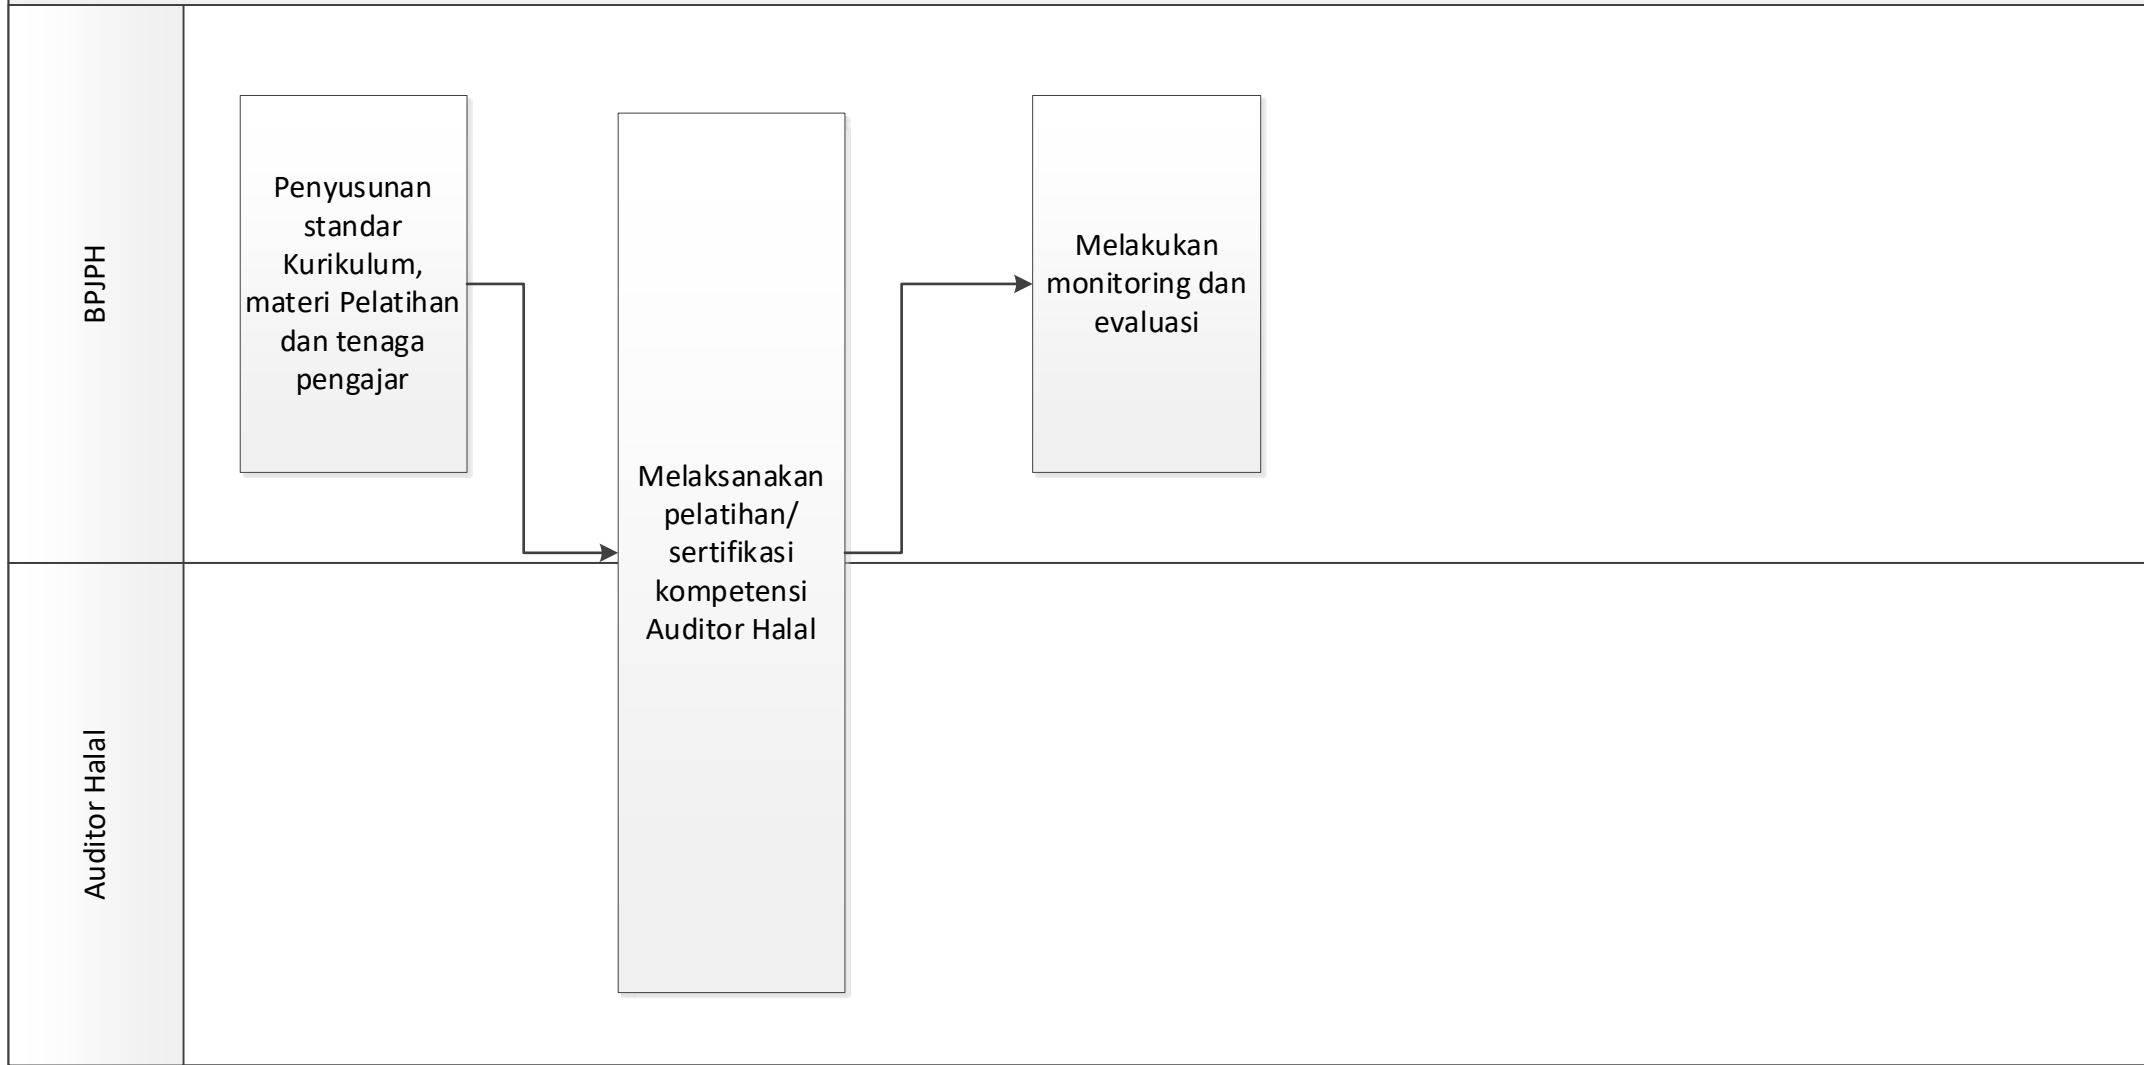 BPJPH
Penyusunan
standar
Kurikulum,
materi Pelatihan
dan tenaga
pengajar
Melaksanakan
pelatihan/
sertifikasi
kompetensi
Auditor Halal
Melakukan
monitoring dan
evaluasi
Auditor Halal